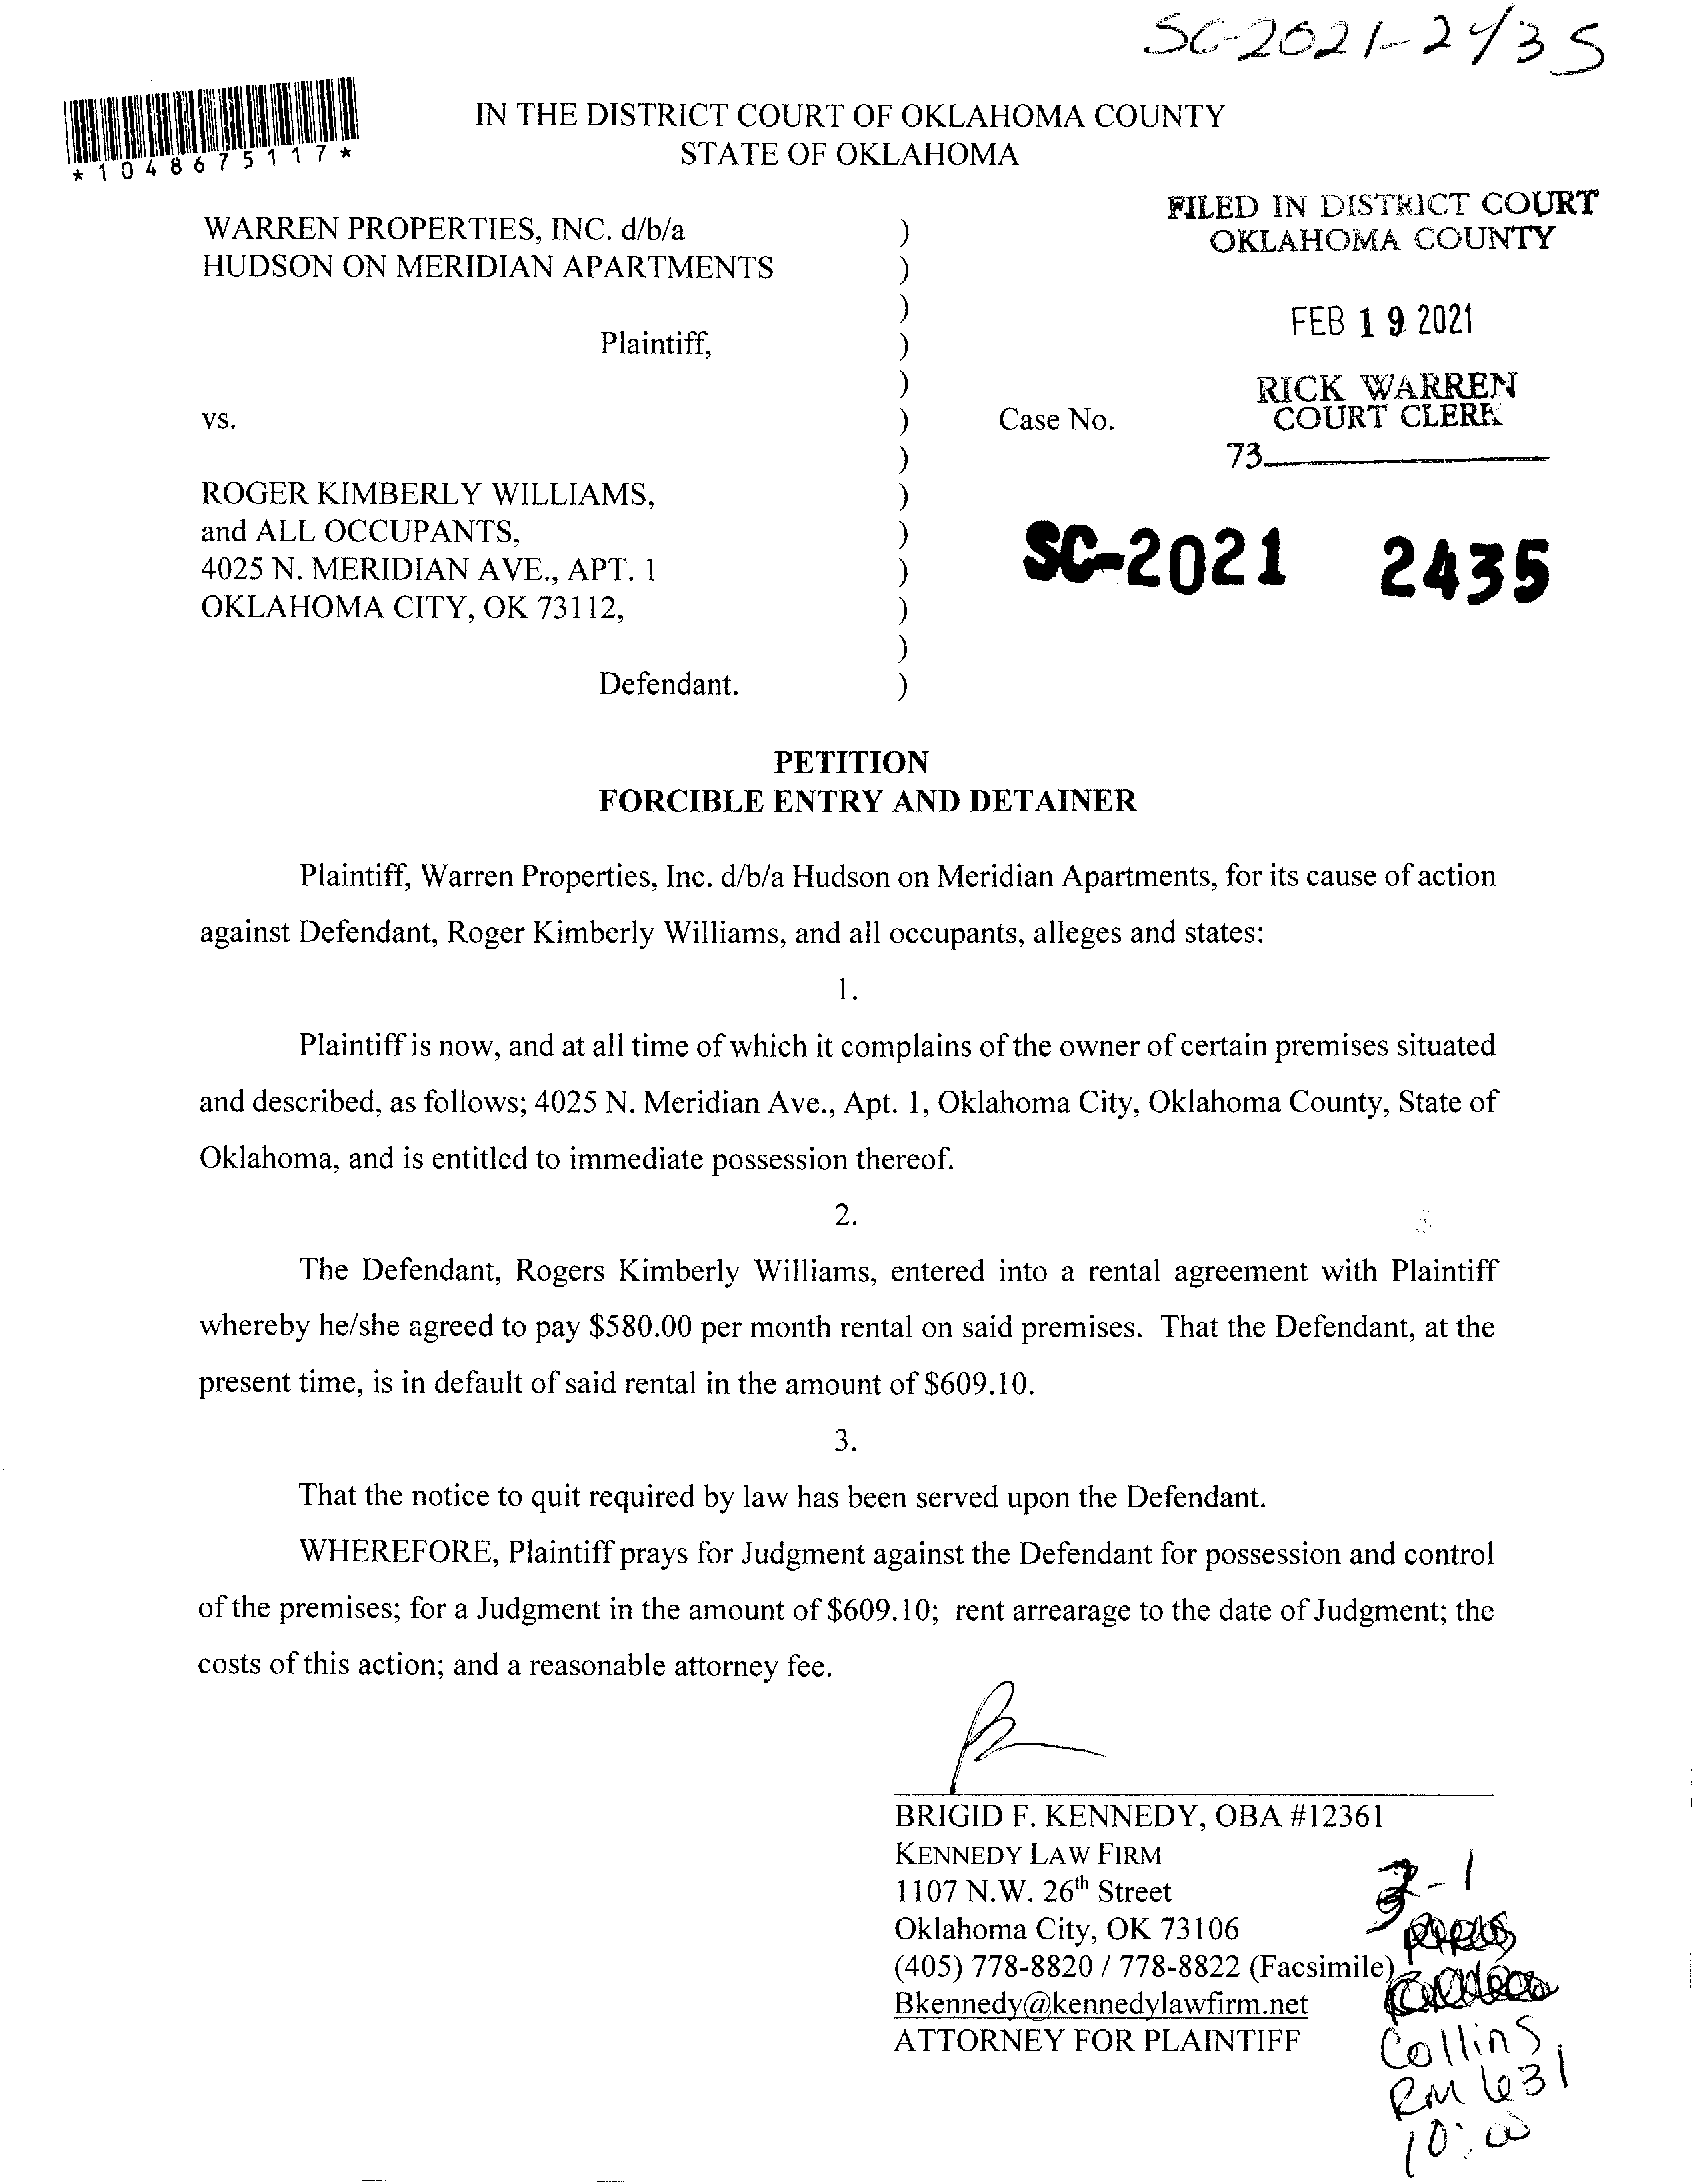 SC-2021-2435
*1048675117*
IN THE DISTRICT COURT OF OKLAHOMA COUNTY
STATE OF OKLAHOMA
FILED IN DISTRICT COURT
OKLAHOMA COUNTY
FEB 19 2021
RICK WARREN
COURT CLERK
73
WARREN PROPERTIES, INC. d/b/a )
HUDSON ON MERIDIAN APARTMENTS )
)
Plaintiff, )
)
vs. ) Case No.
)
ROGER KIMBERLY WILLIAMS, )
and ALL OCCUPANTS, ) SC-2021 2435
4025 N. MERIDIAN AVE., APT. 1 )
OKLAHOMA CITY, OK 73112, )
)
Defendant. )
PETITION
FORCIBLE ENTRY AND DETAINER
Plaintiff, Warren Properties, Inc. d/b/a Hudson on Meridian Apartments, for its cause of action
against Defendant, Roger Kimberly Williams, and all occupants, alleges and states:
1.
Plaintiff is now, and at all time of which it complains of the owner of certain premises situated
and described, as follows; 4025 N. Meridian Ave., Apt. 1, Oklahoma City, Oklahoma County, State of
Oklahoma, and is entitled to immediate possession thereof.
2.
The Defendant, Rogers Kimberly Williams, entered into a rental agreement with Plaintiff
whereby he/she agreed to pay $580.00 per month rental on said premises. That the Defendant, at the
present time, is in default of said rental in the amount of $609.10.
3.
That the notice to quit required by law has been served upon the Defendant.
WHEREFORE, Plaintiff prays for Judgment against the Defendant for possession and control
of the premises; for a Judgment in the amount of $609.10; rent arrearage to the date of Judgment; the
costs of this action; and a reasonable attorney fee.
BRIGID F. KENNEDY, OBA #12361
KENNEDY LAW FIRM
1107 N.W. 26th Street
Oklahoma City, OK 73106
(405) 778-8820 / 778-8822 (Facsimile)
Bkennedy@kennedylawfirm.net
ATTORNEY FOR PLAINTIFF
3-1
Collins
RM 631
10:00